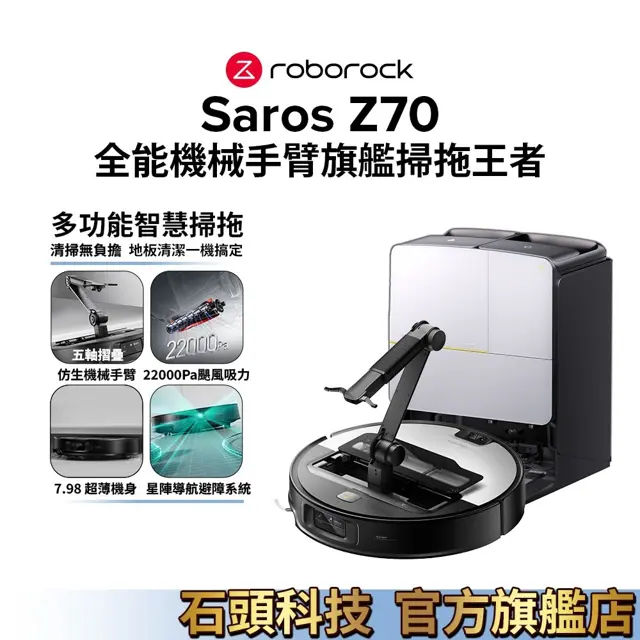 roborock
Saros Z70
全能機械手臂旗艦掃拖王者
多功能智慧掃拖
清掃無負擔 地板清潔一機搞定
五軸摺疊
仿生機械手臂
22000Pa
22000Pa颶風吸力
7.98 超薄機身
星陣導航避障系統
石頭科技 官方旗艦店